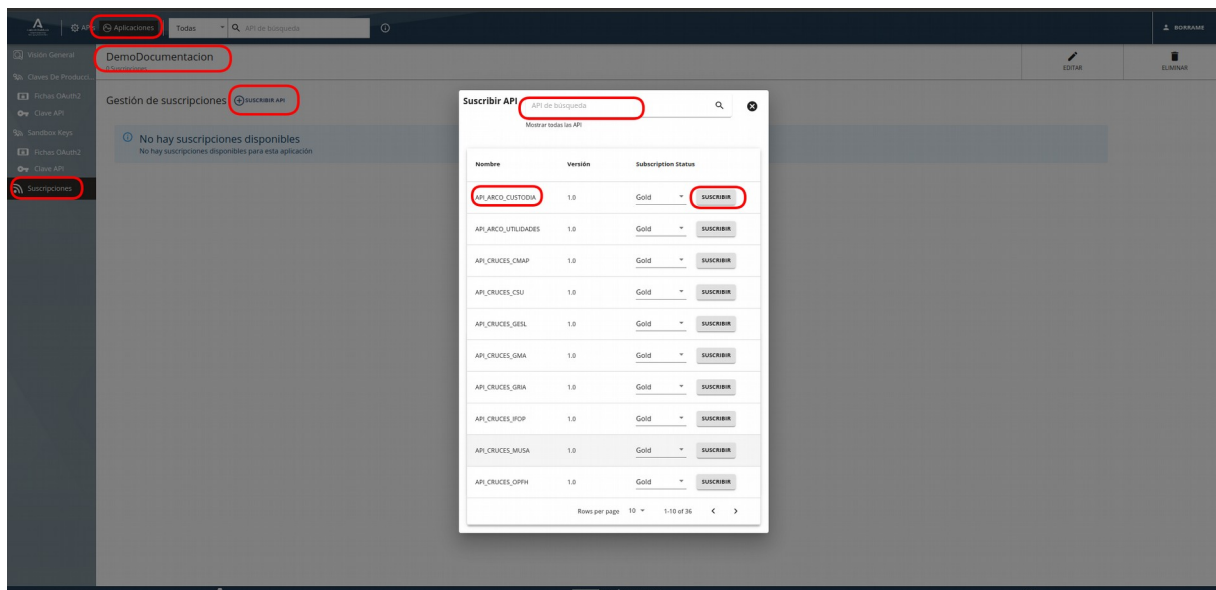 APIs Aplicaciones Todas API de búsqueda BORRAME
Visión General
Claves De Producci...
Fichas OAuth2
Clave API
Sandbox Keys
Fichas OAuth2
Clave API
Suscripciones
DemoDocumentacion
0 Suscripciones
EDITAR ELIMINAR
Gestión de suscripciones SUSCRIBIR API
No hay suscripciones disponibles
No hay suscripciones disponibles para esta aplicación
Suscribir API API de búsqueda
Mostrar todas las API
Nombre Versión Subscription Status
API_ARCO_CUSTODIA 1.0 Gold SUSCRIBIR
API_ARCO_UTILIDADES 1.0 Gold SUSCRIBIR
API_CRUCES_CMAP 1.0 Gold SUSCRIBIR
API_CRUCES_CSU 1.0 Gold SUSCRIBIR
API_CRUCES_GESL 1.0 Gold SUSCRIBIR
API_CRUCES_GMA 1.0 Gold SUSCRIBIR
API_CRUCES_GRIA 1.0 Gold SUSCRIBIR
API_CRUCES_IFOP 1.0 Gold SUSCRIBIR
API_CRUCES_MUSA 1.0 Gold SUSCRIBIR
API_CRUCES_OPFH 1.0 Gold SUSCRIBIR
Rows per page 10 1-10 of 36